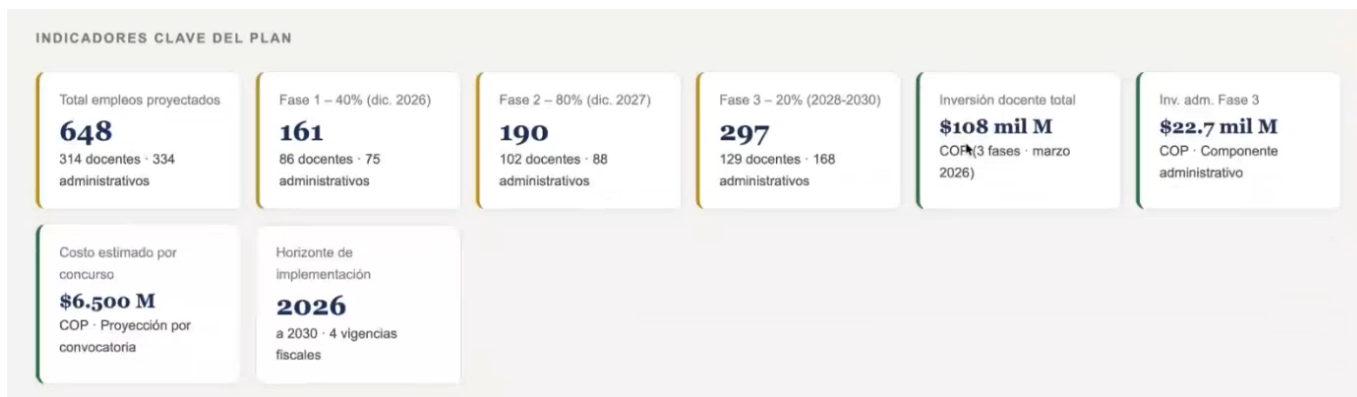 INDICADORES CLAVE DEL PLAN
Total empleos proyectados
648
314 docentes · 334
administrativos
Fase 1 – 40% (dic. 2026)
161
86 docentes · 75
administrativos
Fase 2 – 80% (dic. 2027)
190
102 docentes · 88
administrativos
Fase 3 – 20% (2028-2030)
297
129 docentes · 168
administrativos
Inversión docente total
$108 mil M
COP (3 fases · marzo
2026)
Inv. adm. Fase 3
$22.7 mil M
COP · Componente
administrativo
Costo estimado por
concurso
$6.500 M
COP · Proyección por
convocatoria
Horizonte de
implementación
2026
a 2030 · 4 vigencias
fiscales